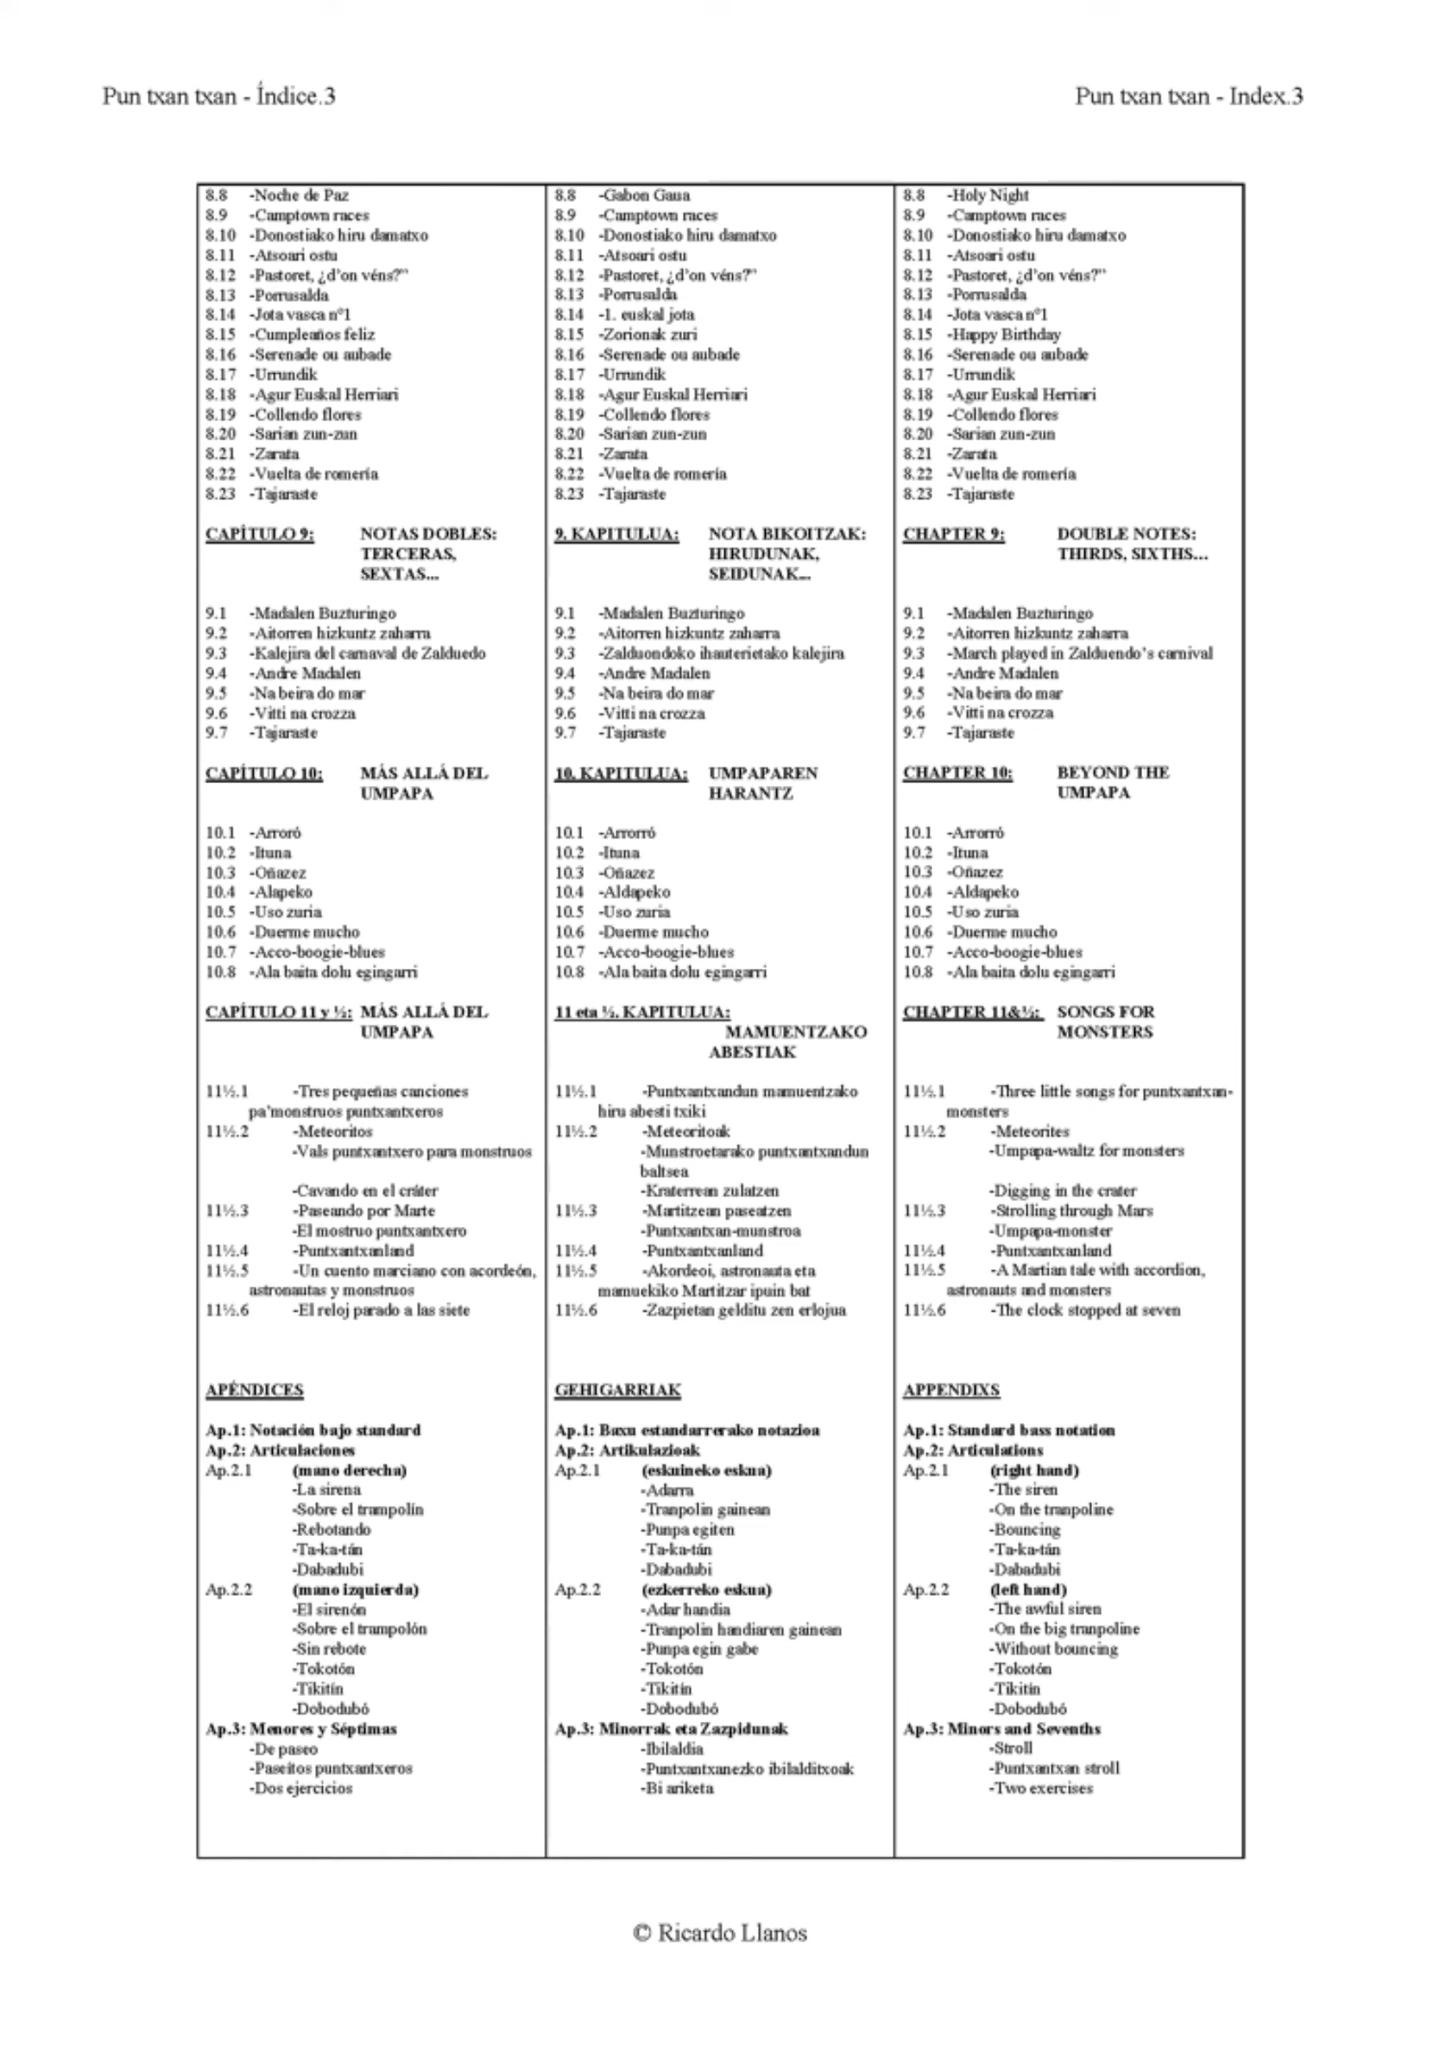 Pun txan txan - Índice.3
Pun txan txan - Index.3
8.8 -Noche de Paz
8.9 -Camptown races
8.10 -Donostiako hiru damatxo
8.11 -Atsoari ostu
8.12 -Pastoret, ¿d'on véns?"
8.13 -Porrusalda
8.14 -Jota vasca nº1
8.15 -Cumpleaños feliz
8.16 -Serenade ou aubade
8.17 -Urrundik
8.18 -Agur Euskal Herriari
8.19 -Collendo flores
8.20 -Sarian zun-zun
8.21 -Zarata
8.22 -Vuelta de romería
8.23 -Tajaraste
CAPÍTULO 9: NOTAS DOBLES:
TERCERAS,
SEXTAS...
9.1 -Madalen Buzturingo
9.2 -Aitorren hizkuntz zaharra
9.3 -Kalejira del carnaval de Zalduedo
9.4 -Andre Madalen
9.5 -Na beira do mar
9.6 -Vitti na crozza
9.7 -Tajaraste
CAPÍTULO 10: MÁS ALLÁ DEL
UMPAPA
10.1 -Arroró
10.2 -Ituna
10.3 -Oñazez
10.4 -Alapeko
10.5 -Uso zuria
10.6 -Duerme mucho
10.7 -Acco-boogie-blues
10.8 -Ala baita dolu egingarri
CAPÍTULO 11 y ½: MÁS ALLÁ DEL
UMPAPA
11½.1 -Tres pequeñas canciones
pa'monstruos puntxantxeros
11½.2 -Meteoritos
-Vals puntxantxero para monstruos
-Cavando en el cráter
11½.3 -Paseando por Marte
-El mostruo puntxantxero
11½.4 -Puntxantxanland
11½.5 -Un cuento marciano con acordeón,
astronautas y monstruos
11½.6 -El reloj parado a las siete
APÉNDICES
Ap.1: Notación bajo standard
Ap.2: Articulaciones
Ap.2.1 (mano derecha)
-La sirena
-Sobre el trampolín
-Rebotando
-Ta-ka-tán
-Dabadubi
Ap.2.2 (mano izquierda)
-El sirenón
-Sobre el trampolón
-Sin rebote
-Tokotón
-Tikitín
-Dobodubó
Ap.3: Menores y Séptimas
-De paseo
-Paseítos puntxantxeros
-Dos ejercicios
8.8 -Gabon Gaua
8.9 -Camptown races
8.10 -Donostiako hiru damatxo
8.11 -Atsoari ostu
8.12 -Pastoret, ¿d'on véns?"
8.13 -Porrusalda
8.14 -1. euskal jota
8.15 -Zorionak zuri
8.16 -Serenade ou aubade
8.17 -Urrundik
8.18 -Agur Euskal Herriari
8.19 -Collendo flores
8.20 -Sarian zun-zun
8.21 -Zarata
8.22 -Vuelta de romería
8.23 -Tajaraste
9. KAPITULUA: NOTA BIKOITZAK:
HIRUDUNAK,
SEIDUNAK...
9.1 -Madalen Buzturingo
9.2 -Aitorren hizkuntz zaharra
9.3 -Zalduondoko ihauterietako kalejira
9.4 -Andre Madalen
9.5 -Na beira do mar
9.6 -Vitti na crozza
9.7 -Tajaraste
10. KAPITULUA: UMPAPAREN
HARANTZ
10.1 -Arrorró
10.2 -Ituna
10.3 -Oñazez
10.4 -Aldapeko
10.5 -Uso zuria
10.6 -Duerme mucho
10.7 -Acco-boogie-blues
10.8 -Ala baita dolu egingarri
11 eta ½. KAPITULUA:
MAMUENTZAKO
ABESTIAK
11½.1 -Puntxantxandun mamuentzako
hiru abesti txiki
11½.2 -Meteoritoak
-Munstroetarako puntxantxandun
baltsea
-Kraterrean zulatzen
11½.3 -Martitzean paseatzen
-Puntxantxan-munstroa
11½.4 -Puntxantxanland
11½.5 -Akordeoi, astronauta eta
mamuekiko Martitzar ipuin bat
11½.6 -Zazpietan gelditu zen erlojua
GEHIGARRIAK
Ap.1: Baxu estandarrerako notazioa
Ap.2: Artikulazioak
Ap.2.1 (eskuineko eskua)
-Adarra
-Tranpolin gainean
-Punpa egiten
-Ta-ka-tán
-Dabadubi
Ap.2.2 (ezkerreko eskua)
-Adar handia
-Tranpolin handiaren gainean
-Punpa egin gabe
-Tokotón
-Tikitín
-Dobodubó
Ap.3: Minorrak eta Zazpidunak
-Ibilaldia
-Puntxantxanezko ibilalditxoak
-Bi ariketa
8.8 -Holy Night
8.9 -Camptown races
8.10 -Donostiako hiru damatxo
8.11 -Atsoari ostu
8.12 -Pastoret, ¿d'on véns?"
8.13 -Porrusalda
8.14 -Jota vasca nº1
8.15 -Happy Birthday
8.16 -Serenade ou aubade
8.17 -Urrundik
8.18 -Agur Euskal Herriari
8.19 -Collendo flores
8.20 -Sarian zun-zun
8.21 -Zarata
8.22 -Vuelta de romería
8.23 -Tajaraste
CHAPTER 9: DOUBLE NOTES:
THIRDS, SIXTHS...
9.1 -Madalen Buzturingo
9.2 -Aitorren hizkuntz zaharra
9.3 -March played in Zalduendo's carnival
9.4 -Andre Madalen
9.5 -Na beira do mar
9.6 -Vitti na crozza
9.7 -Tajaraste
CHAPTER 10: BEYOND THE
UMPAPA
10.1 -Arrorró
10.2 -Ituna
10.3 -Oñazez
10.4 -Aldapeko
10.5 -Uso zuria
10.6 -Duerme mucho
10.7 -Acco-boogie-blues
10.8 -Ala baita dolu egingarri
CHAPTER 11&½: SONGS FOR
MONSTERS
11½.1 -Three little songs for puntxantxan-
monsters
11½.2 -Meteorites
-Umpapa-waltz for monsters
-Digging in the crater
11½.3 -Strolling through Mars
-Umpapa-monster
11½.4 -Puntxantxanland
11½.5 -A Martian tale with accordion,
astronauts and monsters
11½.6 -The clock stopped at seven
APPENDIXS
Ap.1: Standard bass notation
Ap.2: Articulations
Ap.2.1 (right hand)
-The siren
-On the tranpoline
-Bouncing
-Ta-ka-tán
-Dabadubi
Ap.2.2 (left hand)
-The awful siren
-On the big tranpoline
-Without bouncing
-Tokotón
-Tikitín
-Dobodubó
Ap.3: Minors and Sevenths
-Stroll
-Puntxantxan stroll
-Two exercises
© Ricardo Llanos